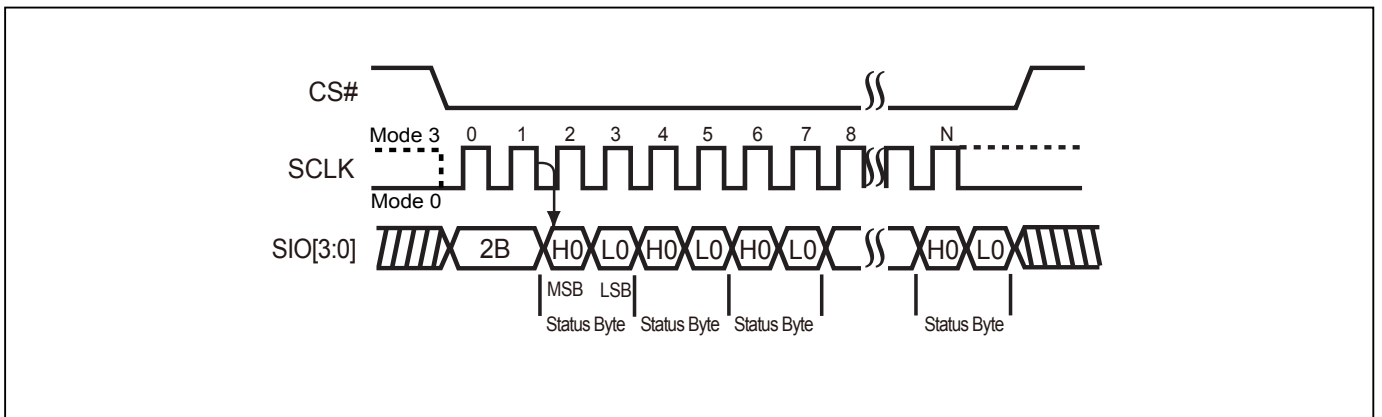 CS#
Mode 3 0 1 2 3 4 5 6 7 8 N
SCLK
Mode 0
SIO[3:0] 2B H0 L0 H0 L0 H0 L0 H0 L0
MSB LSB
Status Byte Status Byte Status Byte Status Byte